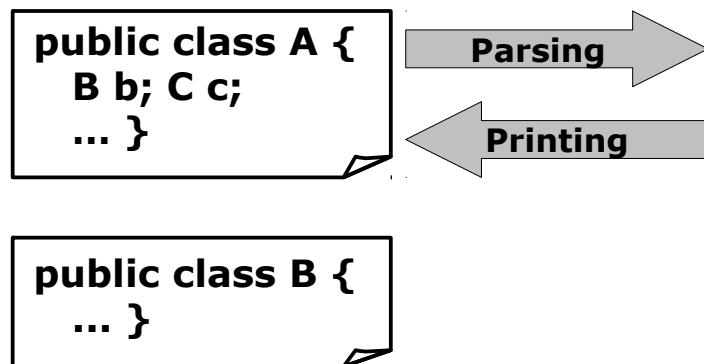 public class A {
B b; C c;
... }
Parsing
Printing
public class B {
... }